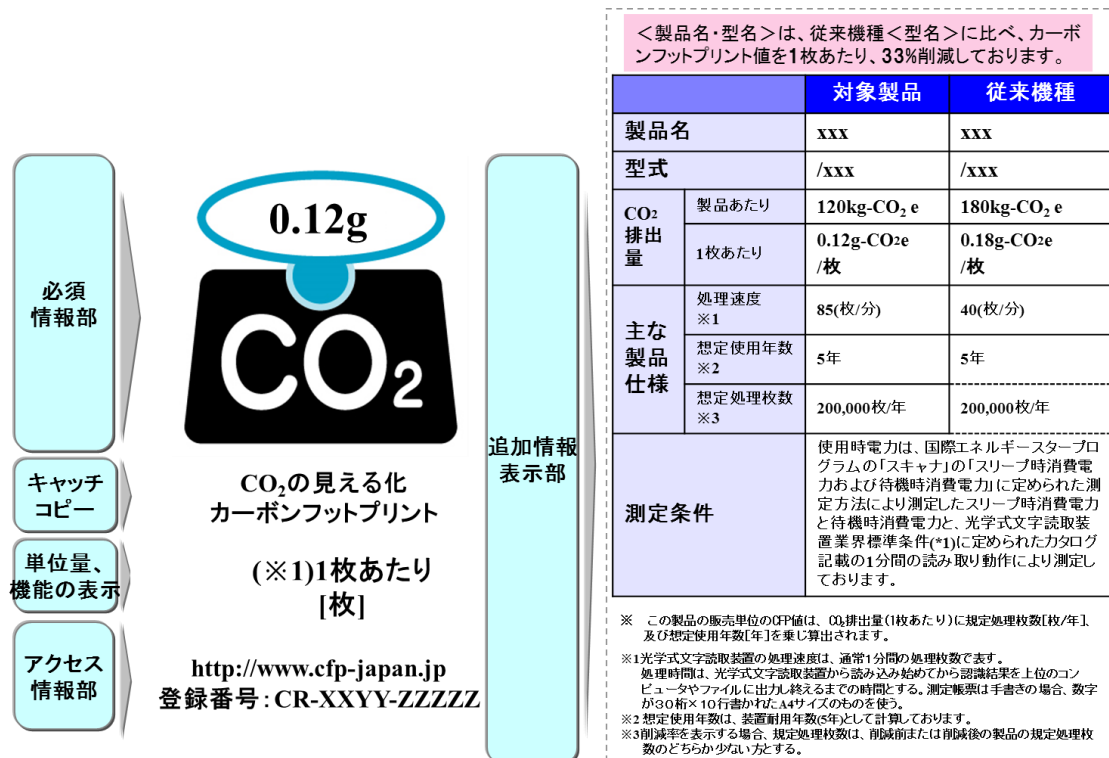 必須
情報部
キャッチ
コピー
単位量、
機能の表示
アクセス
情報部
0.12g
CO2
CO₂の見える化
カーボンフットプリント
(※1)1枚あたり
[枚]
http://www.cfp-japan.jp
登録番号：CR-XXYY-ZZZZZ
追加情報
表示部
＜製品名・型名＞は、従来機種＜型名＞に比べ、カーボ
ンフットプリント値を1枚あたり、33%削減しております。
対象製品 従来機種
製品名 xxx xxx
型式 /xxx /xxx
CO2
排出
量
製品あたり 120kg-CO₂ e 180kg-CO₂ e
1枚あたり 0.12g-CO2e
/枚
0.18g-CO2e
/枚
主な
製品
仕様
処理速度
※1
85(枚/分) 40(枚/分)
想定使用年数
※2
5年 5年
想定処理枚数
※3
200,000枚/年 200,000枚/年
測定条件
使用時電力は、国際エネルギースタープロ
グラムの「スキャナ」の「スリープ時消費電
力および待機時消費電力」に定められた測
定方法により測定したスリープ時消費電力
と待機時消費電力と、光学式文字読取装
置業界標準条件(*1)に定められたカタログ
記載の1分間の読み取り動作により測定し
ております。
※ この製品の販売単位のCFP値は、CO₂排出量(1枚あたり)に規定処理枚数[枚/年]、
及び想定使用年数[年]を乗じ算出されます。
※1光学式文字読取装置の処理速度は、通常1分間の処理枚数で表す。
処理時間は、光学式文字読取装置から読み込み始めてから認識結果を上位のコン
ピュータやファイルに出力し終えるまでの時間とする。測定帳票は手書きの場合、数字
が３０桁×１０行書かれたA4サイズのものを使う。
※2 想定使用年数は、装置耐用年数(5年)として計算しております。
※3削減率を表示する場合、規定処理枚数は、削減前または削減後の製品の規定処理枚
数のどちらか少ない方とする。